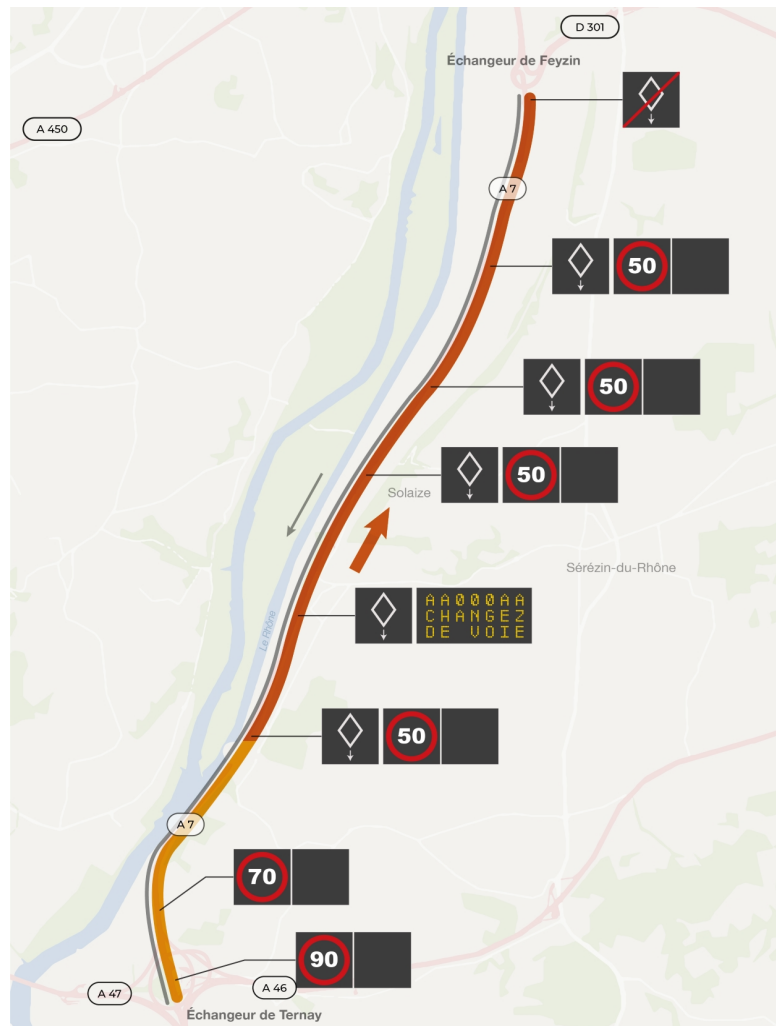 D 301
Échangeur de Feyzin
A 450
A 7
50
50
50
Solaize
Sérézin-du-Rhône
AA000AA
CHANGEZ
DE VOIE
Le Rhône
50
A 7
70
90
A 47
A 46
Échangeur de Ternay